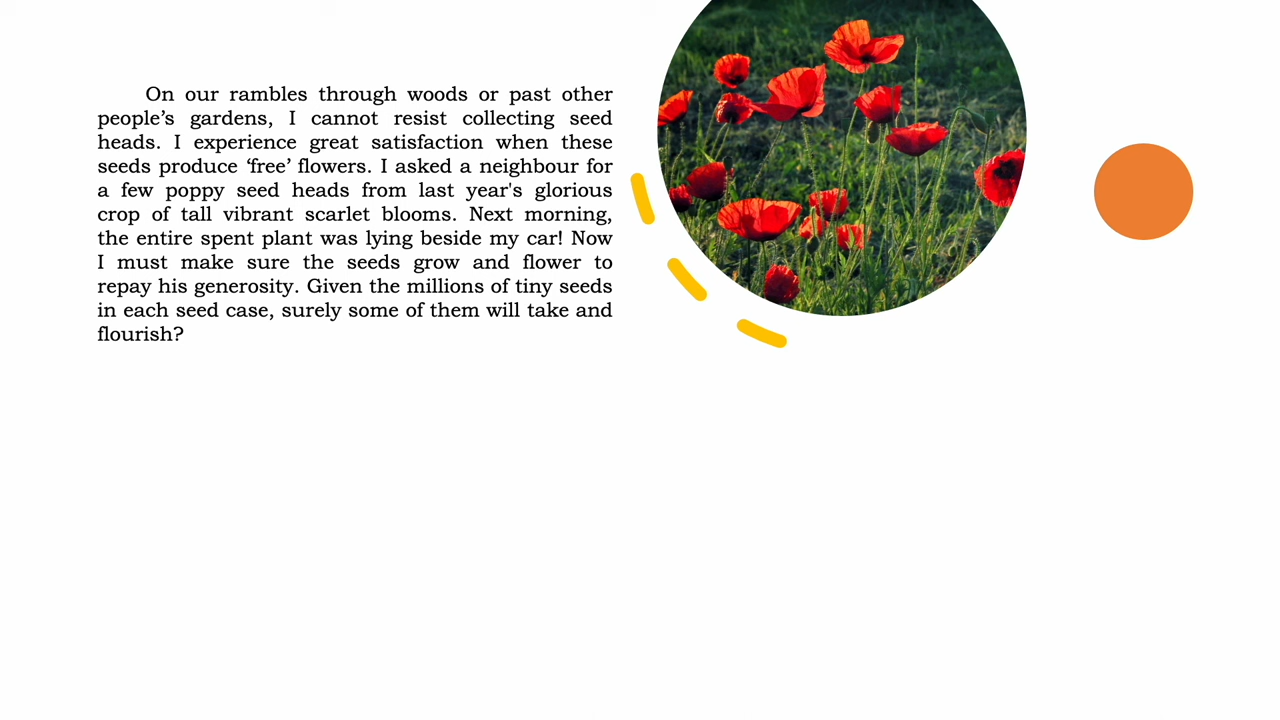 On our rambles through woods or past other
people’s gardens, I cannot resist collecting seed
heads. I experience great satisfaction when these
seeds produce ‘free’ flowers. I asked a neighbour for
a few poppy seed heads from last year's glorious
crop of tall vibrant scarlet blooms. Next morning,
the entire spent plant was lying beside my car! Now
I must make sure the seeds grow and flower to
repay his generosity. Given the millions of tiny seeds
in each seed case, surely some of them will take and
flourish?